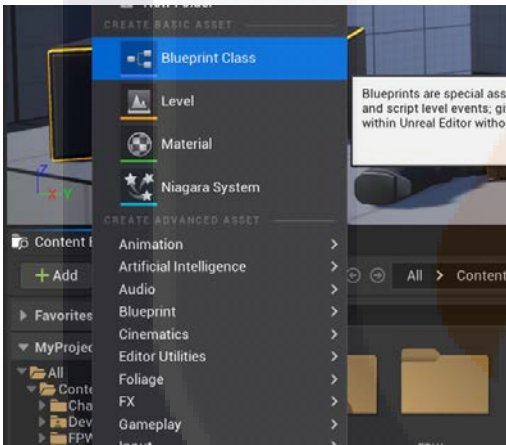 New Folder
CREATE BASIC ASSET
Blueprint Class
Level
Blueprints are special ass
and script level events; gi
within Unreal Editor witho
Material
Z
X Y
Niagara System
CREATE ADVANCED ASSET
Content B
Animation
Add
Artificial Intelligence
All > Content
Audio
Favorites
Blueprint
Cinematics
MyProjec
Editor Utilities
All
Foliage
Conte
FX
Cha
Dev
Gameplay
FPW